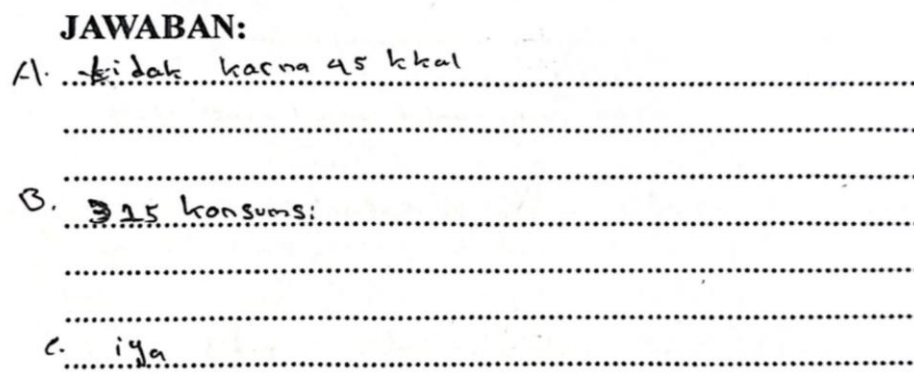 JAWABAN:
A. tidak karna 45 kkal
B. 315 konsumsi
C. iya